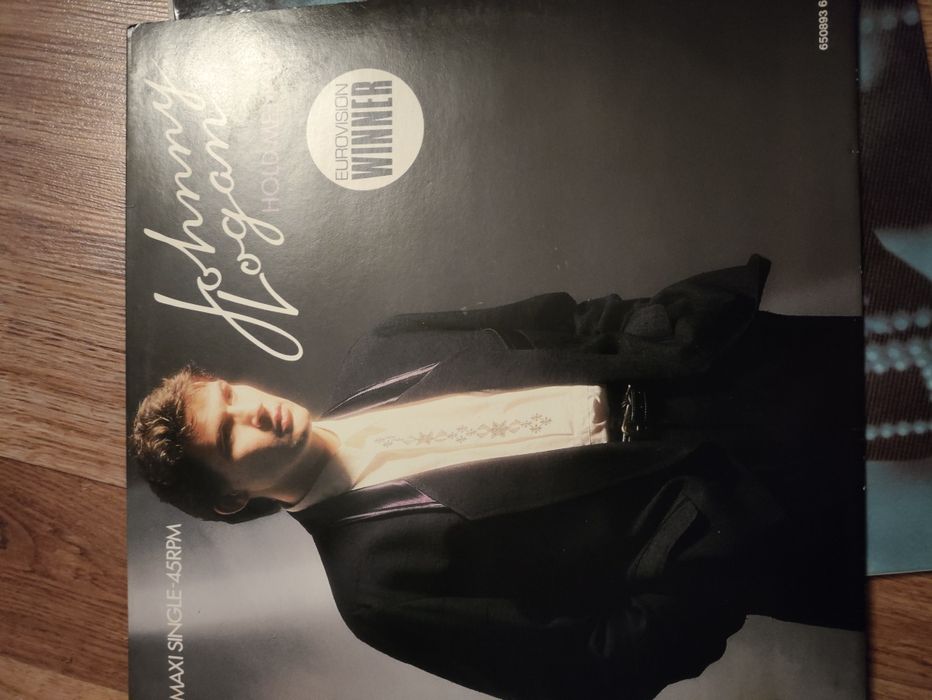 MAXI SINGLE-45RPM
Johnny
Logan
HOLD ME
EUROVISION
WINNER
650893 6